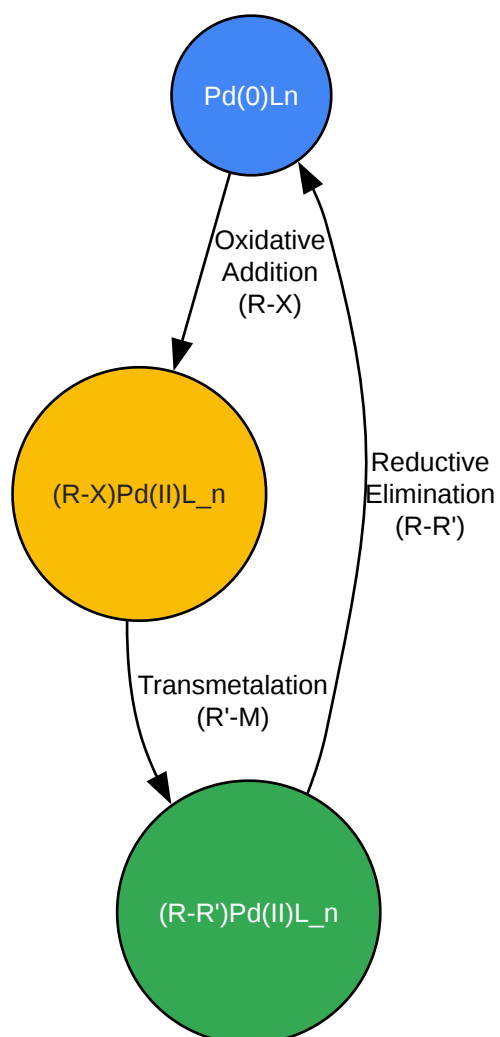 Pd(0)Ln
Oxidative
Addition
(R-X)
(R-X)Pd(II)L_n
Reductive
Elimination
(R-R')
Transmetalation
(R'-M)
(R-R')Pd(II)L_n